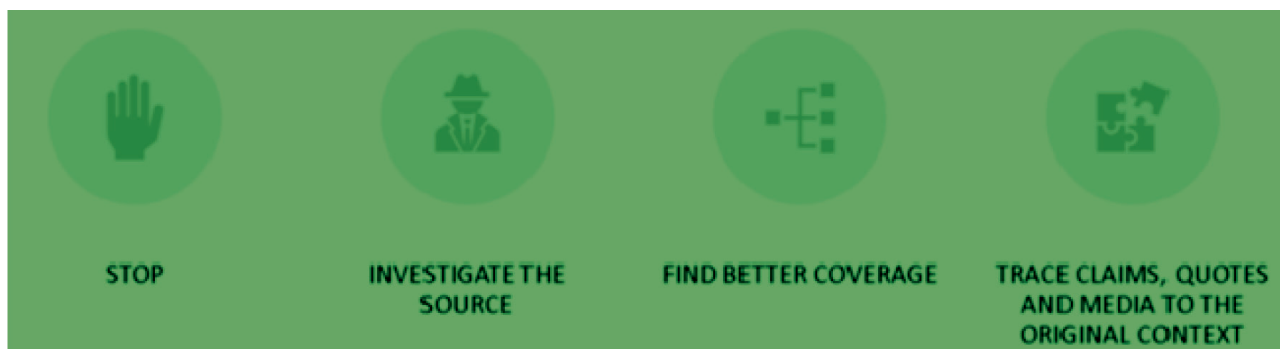 STOP
INVESTIGATE THE
SOURCE
FIND BETTER COVERAGE
TRACE CLAIMS, QUOTES
AND MEDIA TO THE
ORIGINAL CONTEXT